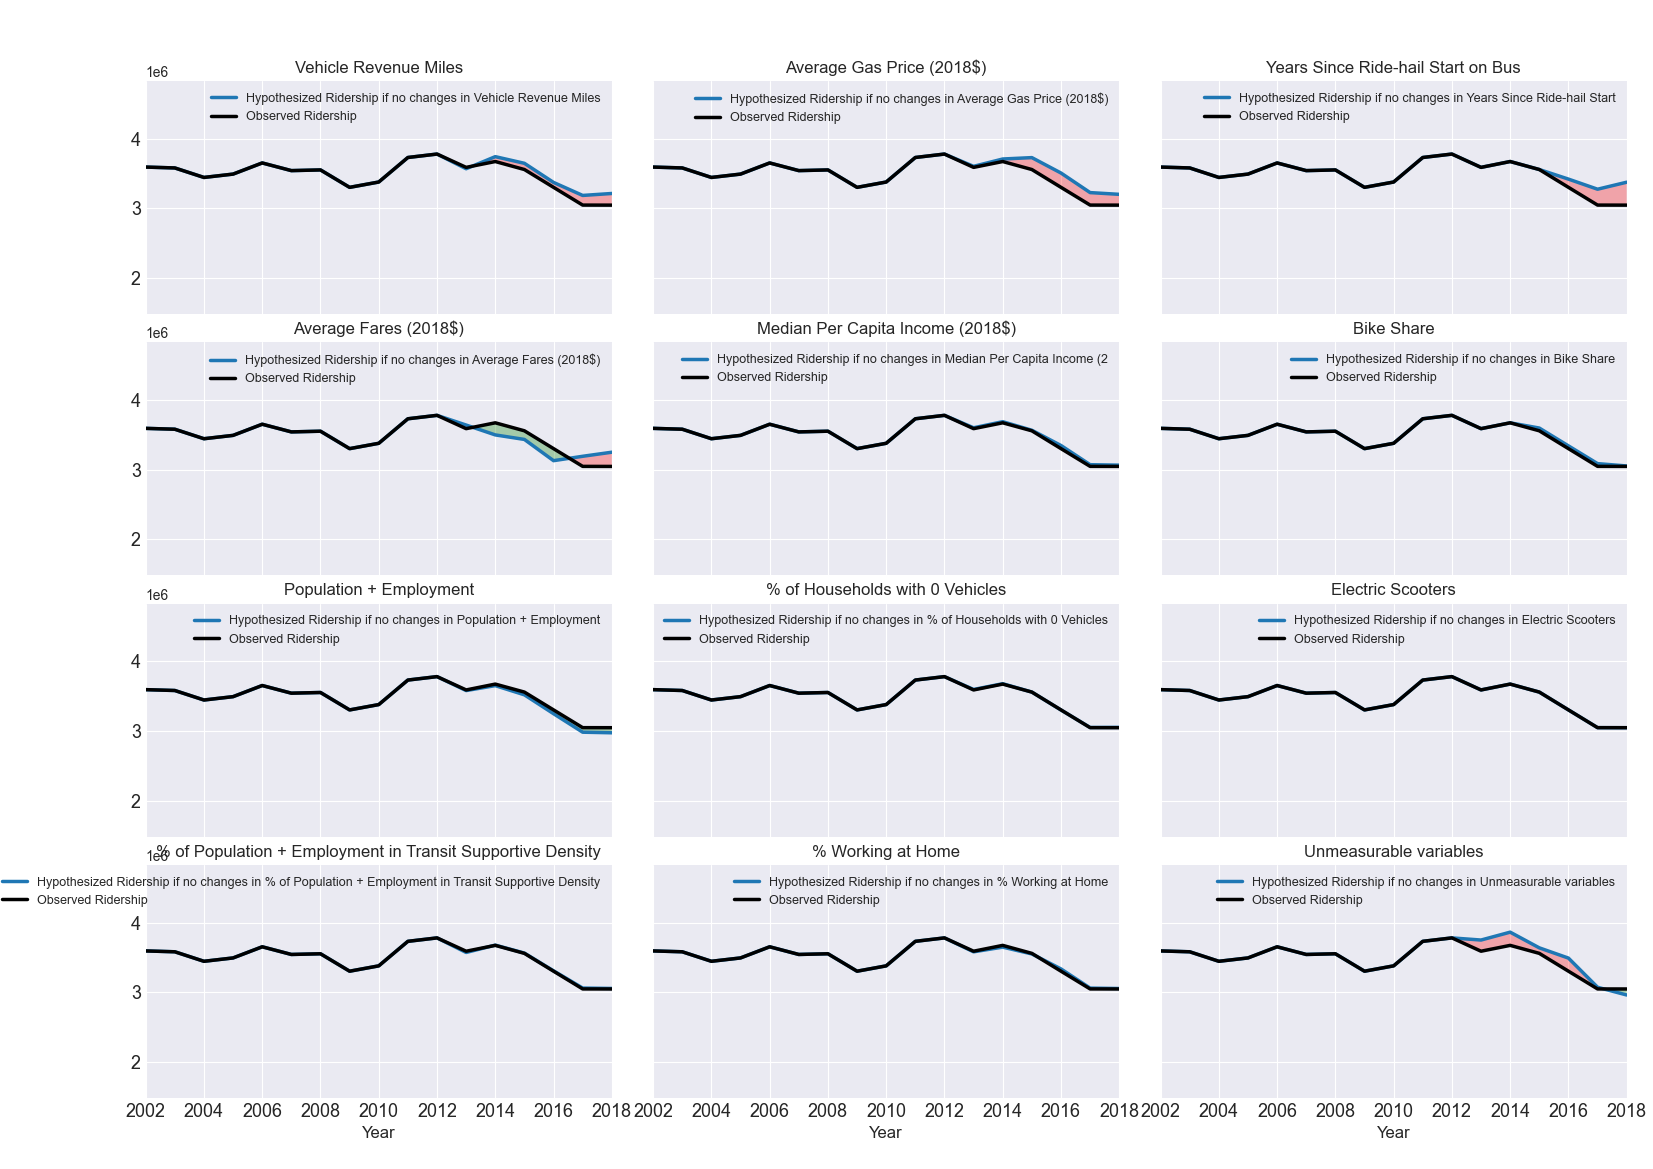 Vehicle Revenue Miles
1e6
Hypothesized Ridership if no changes in Vehicle Revenue Miles
Observed Ridership
4
3
2
Average Gas Price (2018$)
Hypothesized Ridership if no changes in Average Gas Price (2018$)
Observed Ridership
Years Since Ride-hail Start on Bus
Hypothesized Ridership if no changes in Years Since Ride-hail Start
Observed Ridership
Average Fares (2018$)
1e6
Hypothesized Ridership if no changes in Average Fares (2018$)
Observed Ridership
4
3
2
Median Per Capita Income (2018$)
Hypothesized Ridership if no changes in Median Per Capita Income (2
Observed Ridership
Bike Share
Hypothesized Ridership if no changes in Bike Share
Observed Ridership
Population + Employment
1e6
Hypothesized Ridership if no changes in Population + Employment
Observed Ridership
4
3
2
% of Households with 0 Vehicles
Hypothesized Ridership if no changes in % of Households with 0 Vehicles
Observed Ridership
Electric Scooters
Hypothesized Ridership if no changes in Electric Scooters
Observed Ridership
% of Population + Employment in Transit Supportive Density
1e6
Hypothesized Ridership if no changes in % of Population + Employment in Transit Supportive Density
Observed Ridership
4
3
2
2002 2004 2006 2008 2010 2012 2014 2016 2018
Year
% Working at Home
Hypothesized Ridership if no changes in % Working at Home
Observed Ridership
2002 2004 2006 2008 2010 2012 2014 2016 2018
Year
Unmeasurable variables
Hypothesized Ridership if no changes in Unmeasurable variables
Observed Ridership
2002 2004 2006 2008 2010 2012 2014 2016 2018
Year